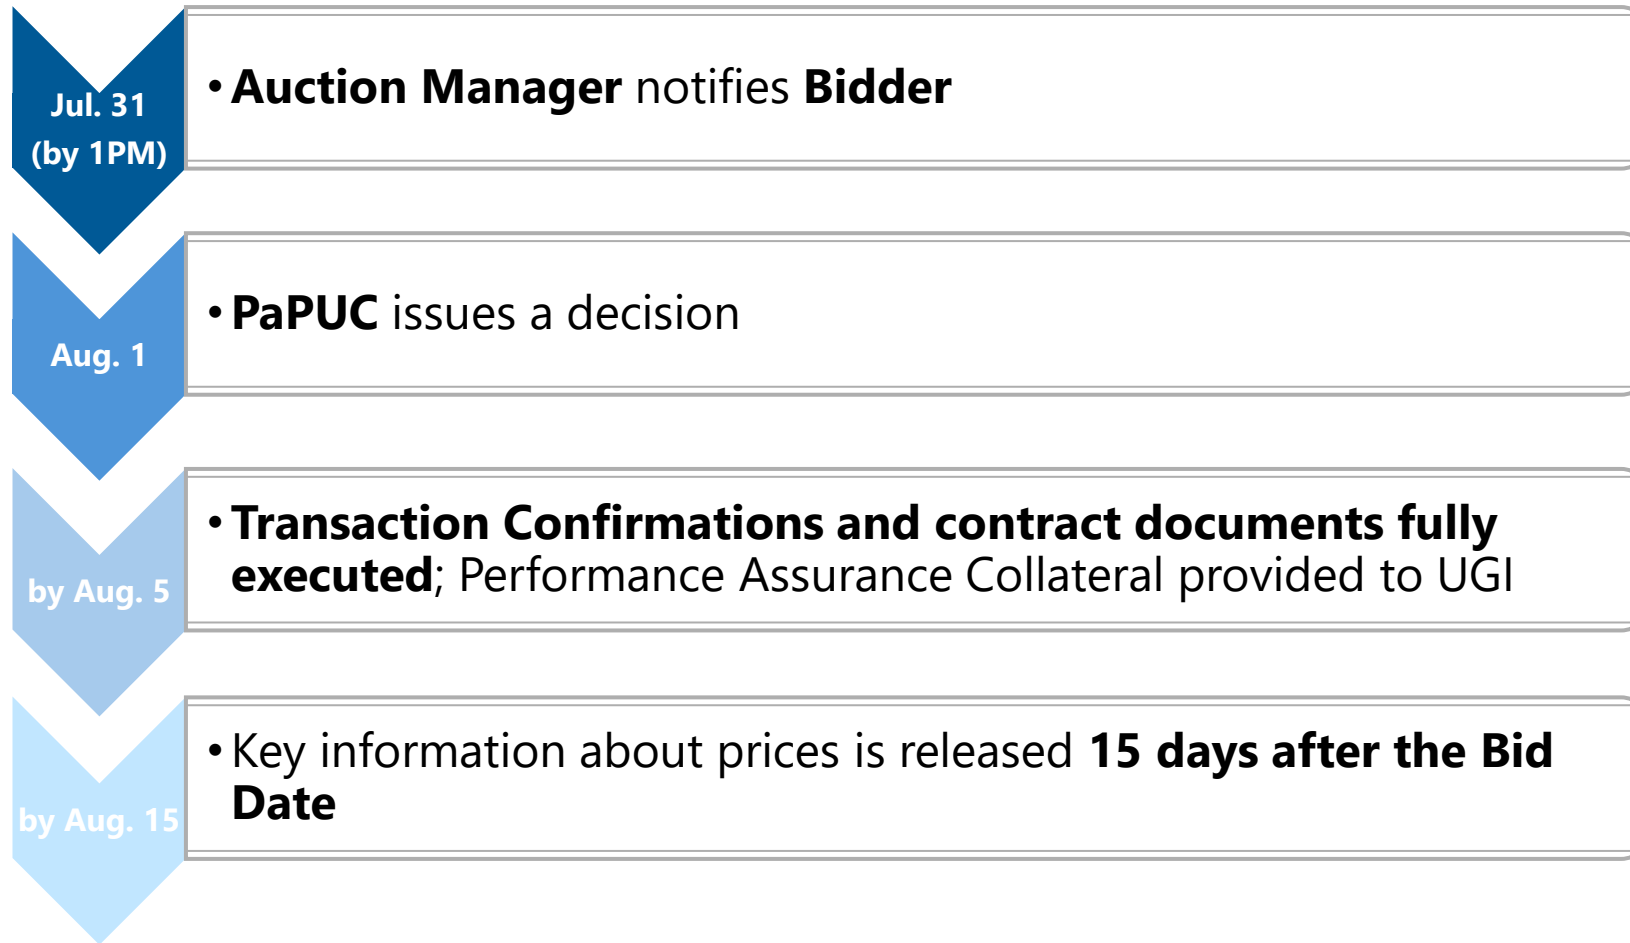 Jul. 31
(by 1PM)
• Auction Manager notifies Bidder
Aug. 1
• PaPUC issues a decision
by Aug. 5
• Transaction Confirmations and contract documents fully
executed; Performance Assurance Collateral provided to UGI
by Aug. 15
• Key information about prices is released 15 days after the Bid
Date